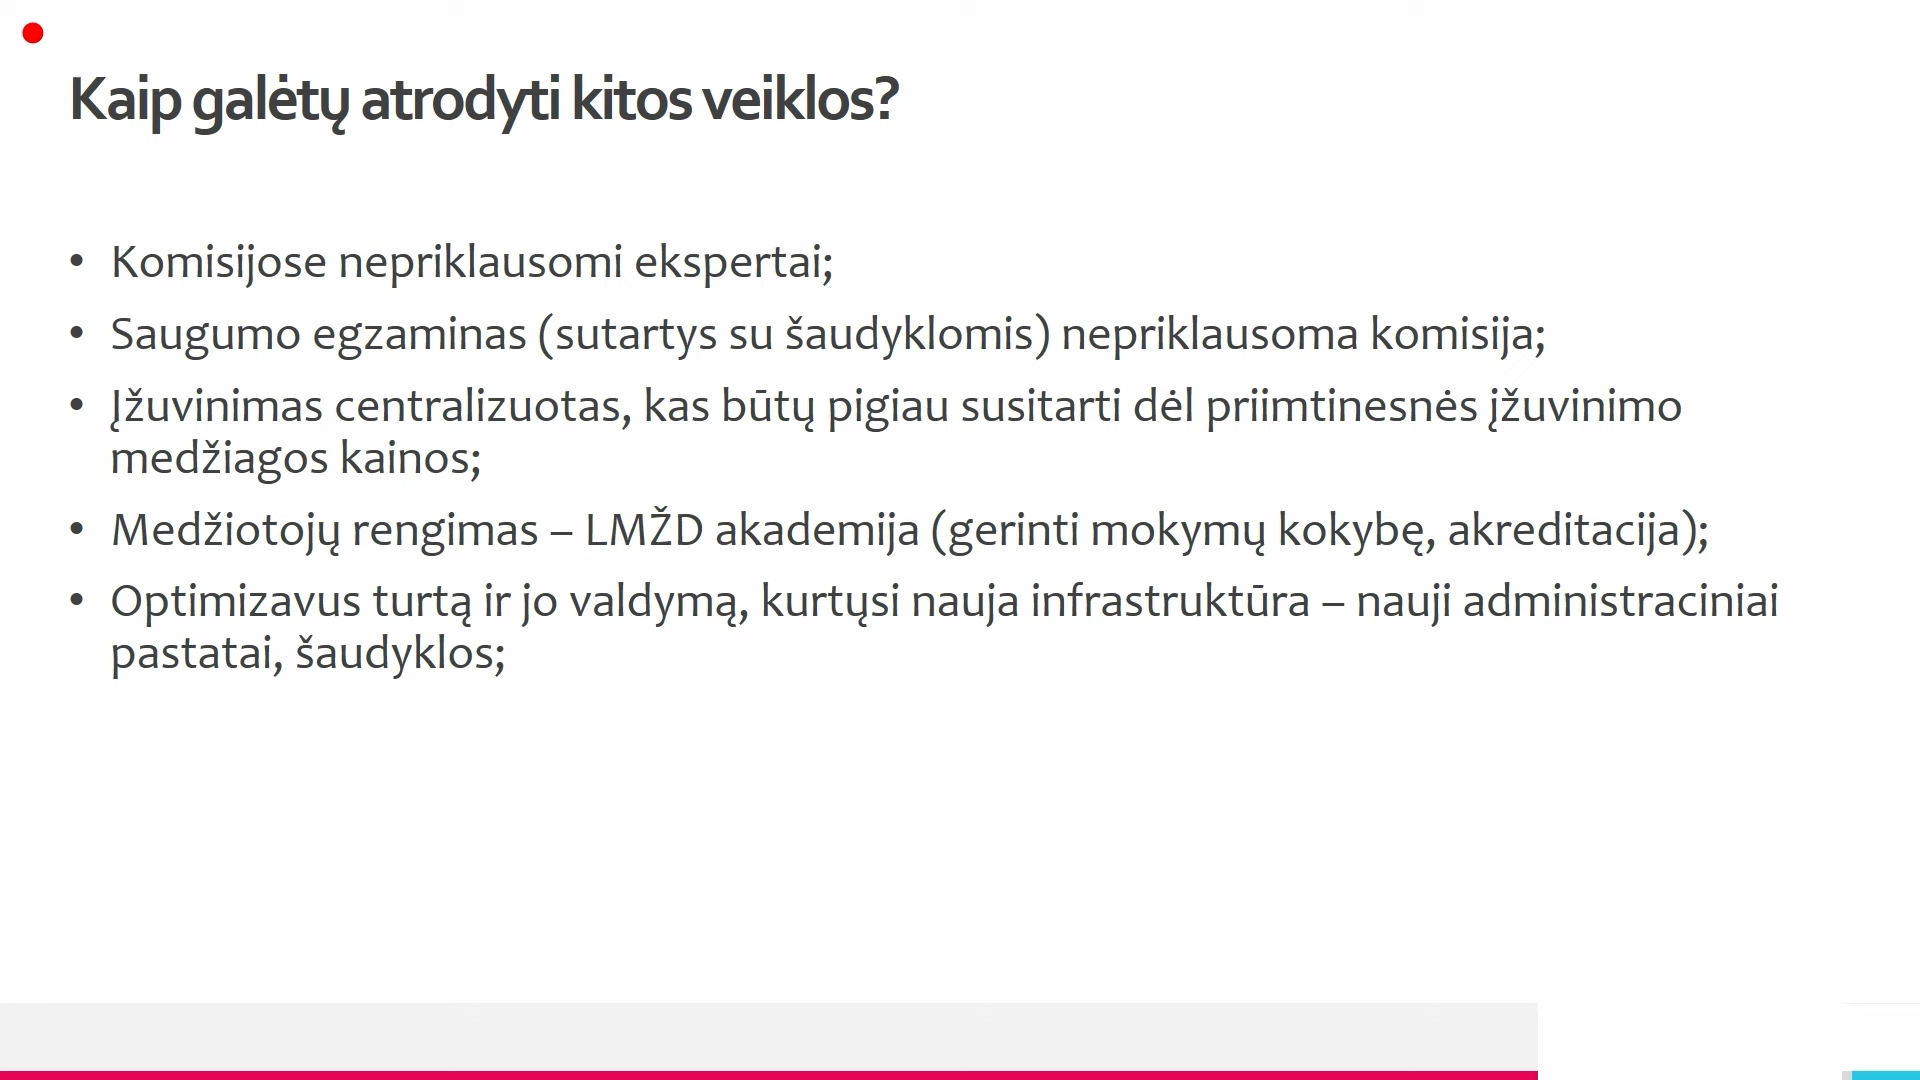 Kaip galėtų atrodyti kitos veiklos?
• Komisijose nepriklausomi ekspertai;
• Saugumo egzaminas (sutartys su šaudyklomis) nepriklausoma komisija;
• Įžuvinimas centralizuotas, kas būtų pigiau susitarti dėl priimtinesnės įžuvinimo
medžiagos kainos;
• Medžiotojų rengimas – LMŽD akademija (gerinti mokymų kokybę, akreditacija);
• Optimizavus turtą ir jo valdymą, kurtųsi nauja infrastruktūra – nauji administraciniai
pastatai, šaudyklos;